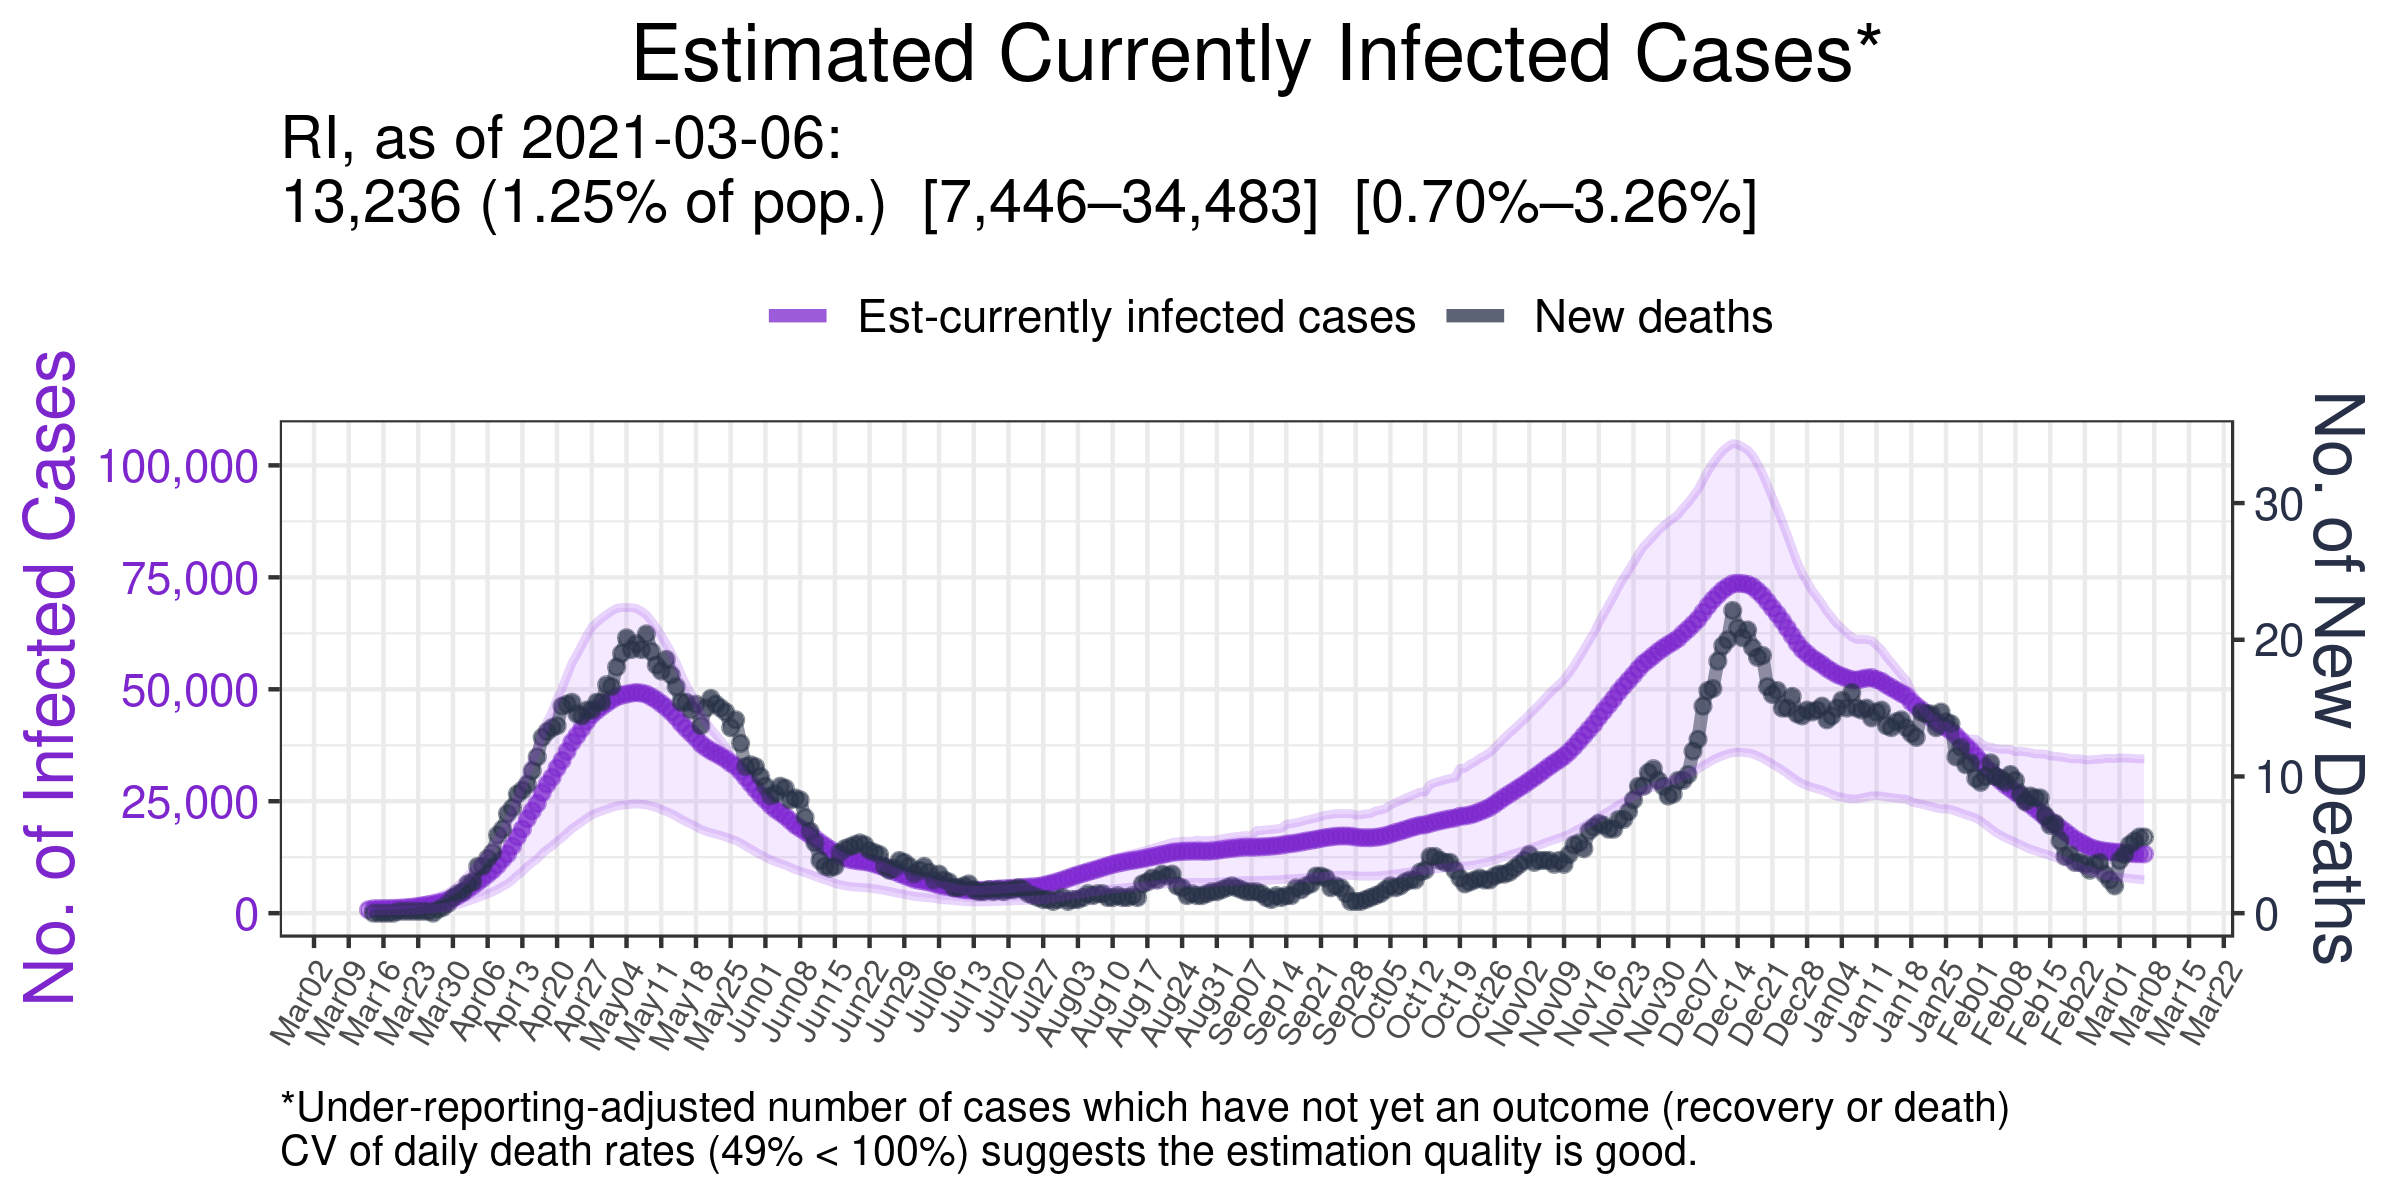 Estimated Currently Infected Cases*
RI, as of 2021-03-06:
13,236 (1.25% of pop.) [7,446–34,483] [0.70%–3.26%]
Est-currently infected cases New deaths
No. of Infected Cases
100,000
75,000
50,000
25,000
0
30
20
10
0
No. of New Deaths
Mar02 Mar09 Mar16 Mar23 Mar30 Apr06 Apr13 Apr20 Apr27 May04 May11 May18 May25 Jun01 Jun08 Jun15 Jun22 Jun29 Jul06 Jul13 Jul20 Jul27 Aug03 Aug10 Aug17 Aug24 Aug31 Sep07 Sep14 Sep21 Sep28 Oct05 Oct12 Oct19 Oct26 Nov02 Nov09 Nov16 Nov23 Nov30 Dec07 Dec14 Dec21 Dec28 Jan04 Jan11 Jan18 Jan25 Feb01 Feb08 Feb15 Feb22 Mar01 Mar08 Mar15 Mar22
*Under-reporting-adjusted number of cases which have not yet an outcome (recovery or death)
CV of daily death rates (49% < 100%) suggests the estimation quality is good.